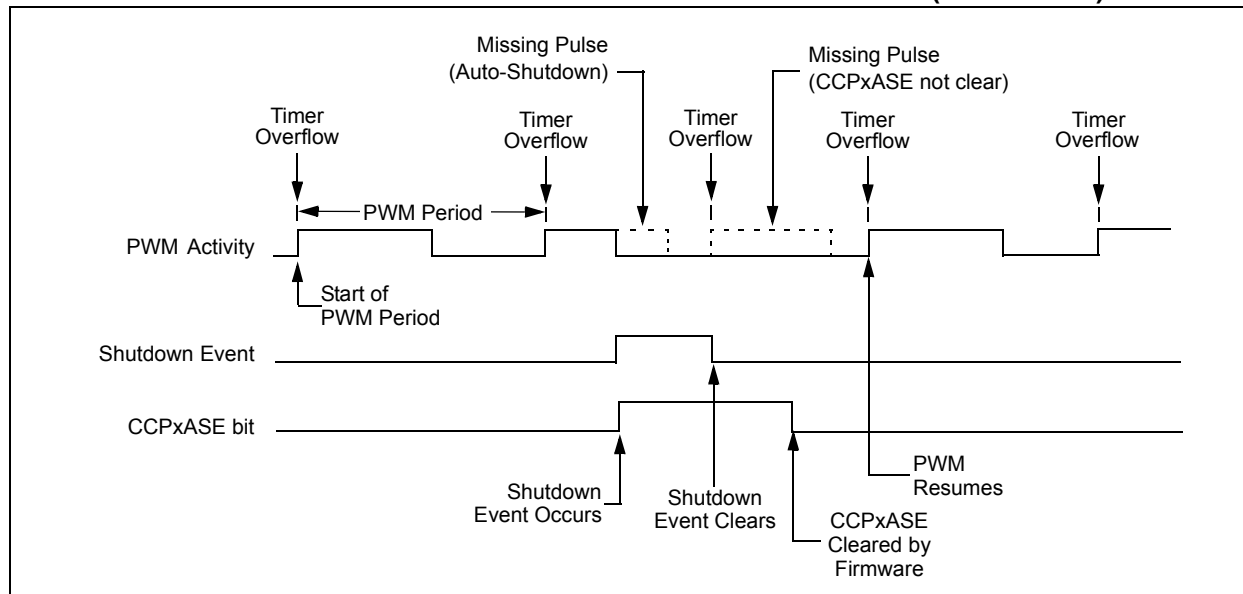 Missing Pulse
(Auto-Shutdown)
Missing Pulse
(CCPxASE not clear)
Timer
Overflow
Timer
Overflow
Timer
Overflow
Timer
Overflow
Timer
Overflow
PWM Period
PWM Activity
Start of
PWM Period
Shutdown Event
CCPxASE bit
Shutdown
Event Occurs
Shutdown
Event Clears
CCPxASE
Cleared by
Firmware
PWM
Resumes